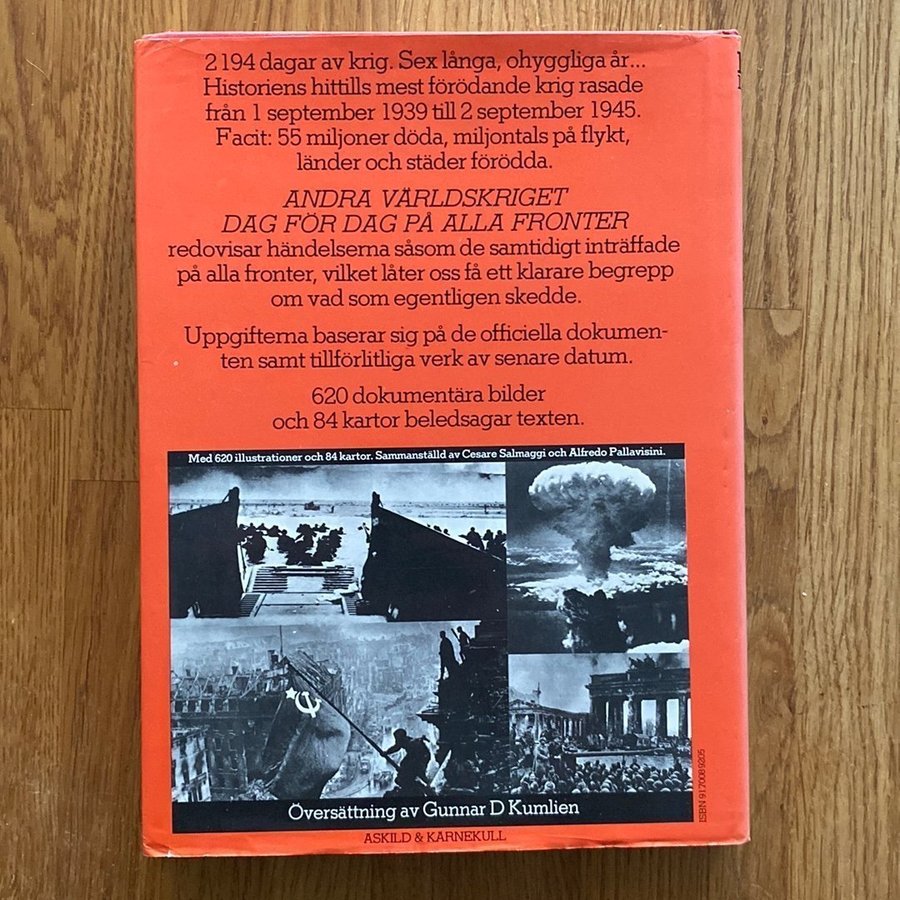 2 194 dagar av krig. Sex långa, ohyggliga år...
Historiens hittills mest förödande krig rasade
från 1 september 1939 till 2 september 1945.
Facit: 55 miljoner döda, miljontals på flykt,
länder och städer förödda.
ANDRA VÄRLDSKRIGET
DAG FÖR DAG PÅ ALLA FRONTER
redovisar händelserna såsom de samtidigt inträffade
på alla fronter, vilket låter oss få ett klarare begrepp
om vad som egentligen skedde.
Uppgifterna baserar sig på de officiella dokumen-
ten samt tillförlitliga verk av senare datum.
620 dokumentära bilder
och 84 kartor beledsagar texten.
Med 620 illustrationer och 84 kartor. Sammanställd av Cesare Salmaggi och Alfredo Pallavisini.
Översättning av Gunnar D Kumlien
ASKILD & KÄRNEKULL
ISBN 91 7008 920 5